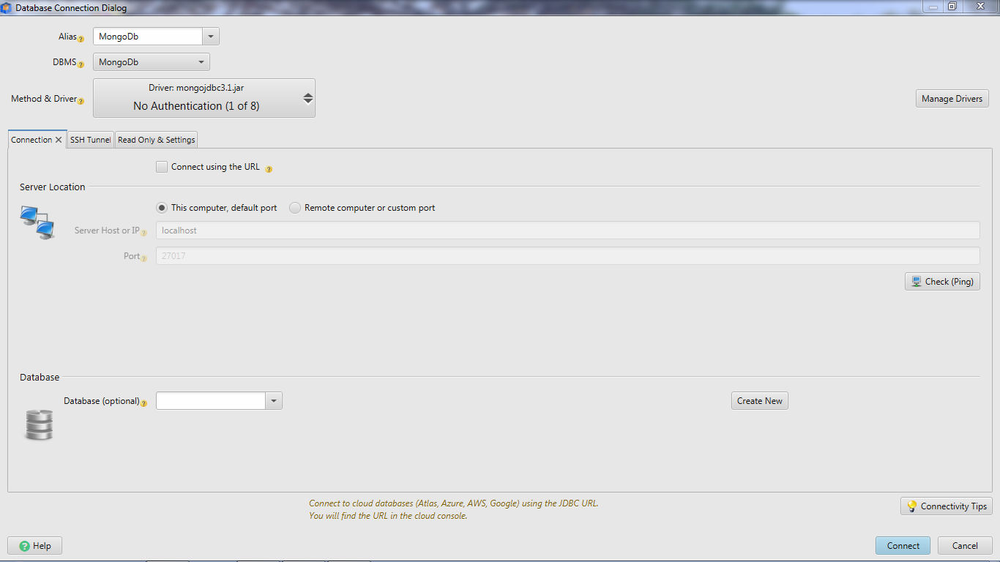 Database Connection Dialog
Alias
MongoDb
DBMS
MongoDb
Method & Driver
Driver: mongojdbc3.1.jar
No Authentication (1 of 8)
Manage Drivers
Connection
SSH Tunnel
Read Only & Settings
Connect using the URL
Server Location
This computer, default port
Remote computer or custom port
Server Host or IP
localhost
Port
27017
Check (Ping)
Database
Database (optional)
Create New
Connect to cloud databases (Atlas, Azure, AWS, Google) using the JDBC URL.
You will find the URL in the cloud console.
Connectivity Tips
Help
Connect
Cancel